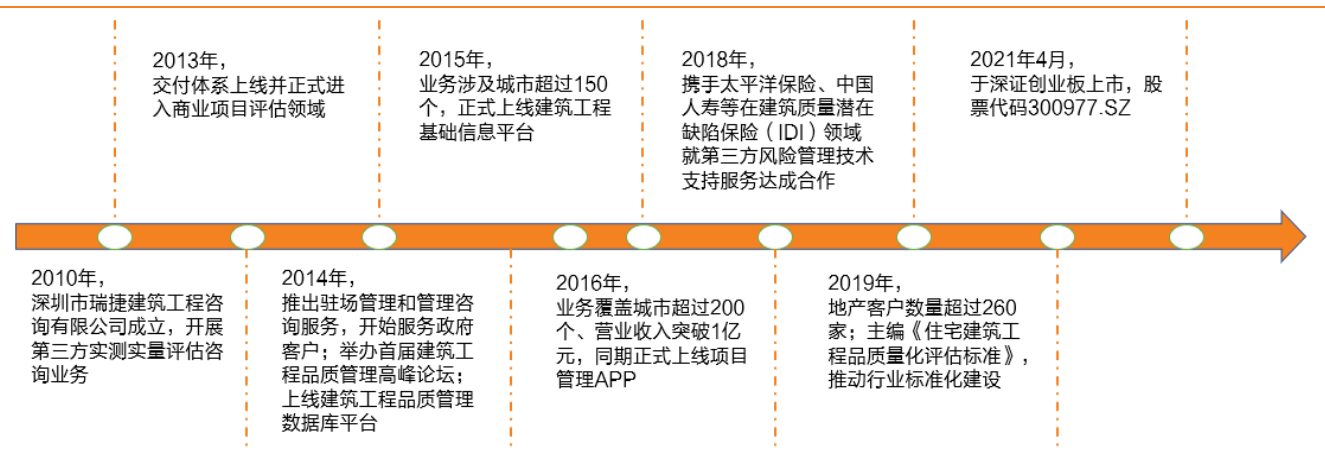 2013年，
交付体系上线并正式进
入商业项目评估领域
2015年，
业务涉及城市超过150
个，正式上线建筑工程
基础信息平台
2018年，
携手太平洋保险、中国
人寿等在建筑质量潜在
缺陷保险（IDI）领域
就第三方风险管理技术
支持服务达成合作
2021年4月，
于深证创业板上市，股
票代码300977.SZ
2010年，
深圳市瑞捷建筑工程咨
询有限公司成立，开展
第三方实测实量评估咨
询业务
2014年，
推出驻场管理和管理咨
询服务，开始服务政府
客户；举办首届建筑工
程品质管理高峰论坛；
上线建筑工程品质管理
数据库平台
2016年，
业务覆盖城市超过200
个、营业收入突破1亿
元，同期正式上线项目
管理APP
2019年，
地产客户数量超过260
家；主编《住宅建筑工
程品质量化评估标准》，
推动行业标准化建设